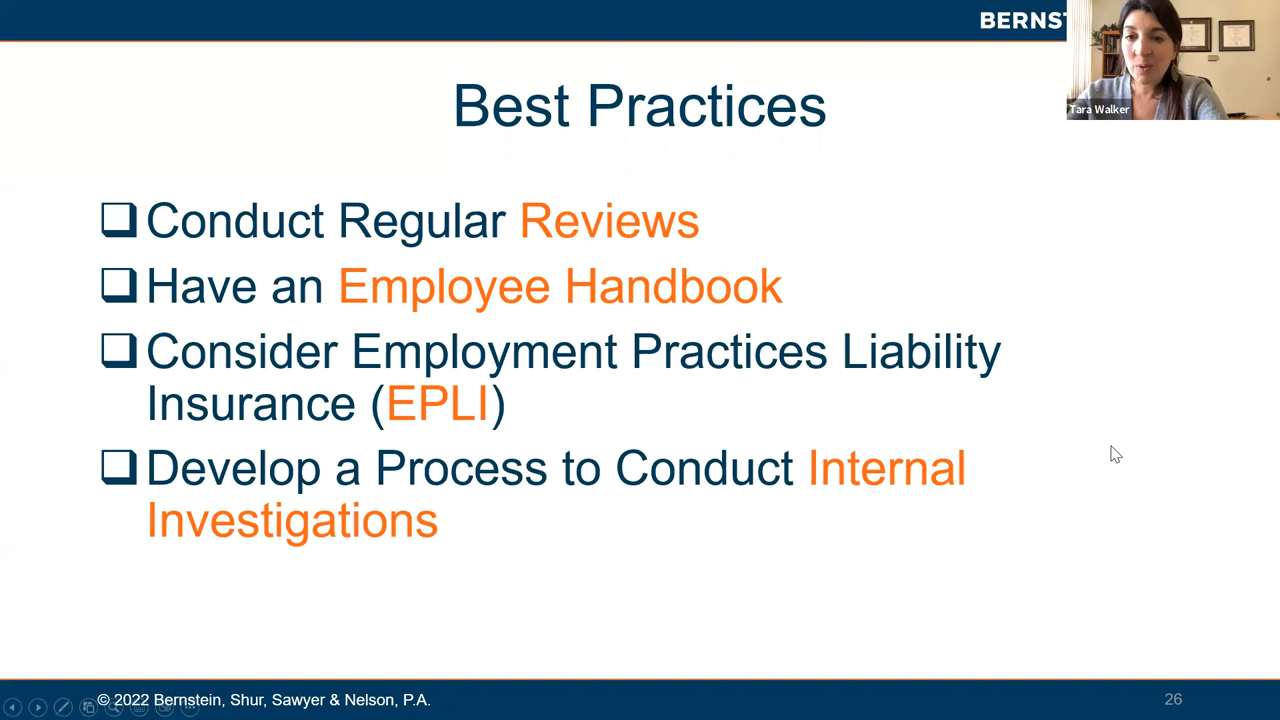 BERNST
Tara Walker
Best Practices
Conduct Regular Reviews
Have an Employee Handbook
Consider Employment Practices Liability
Insurance (EPLI)
Develop a Process to Conduct Internal
Investigations
© 2022 Bernstein, Shur, Sawyer & Nelson, P.A.
26